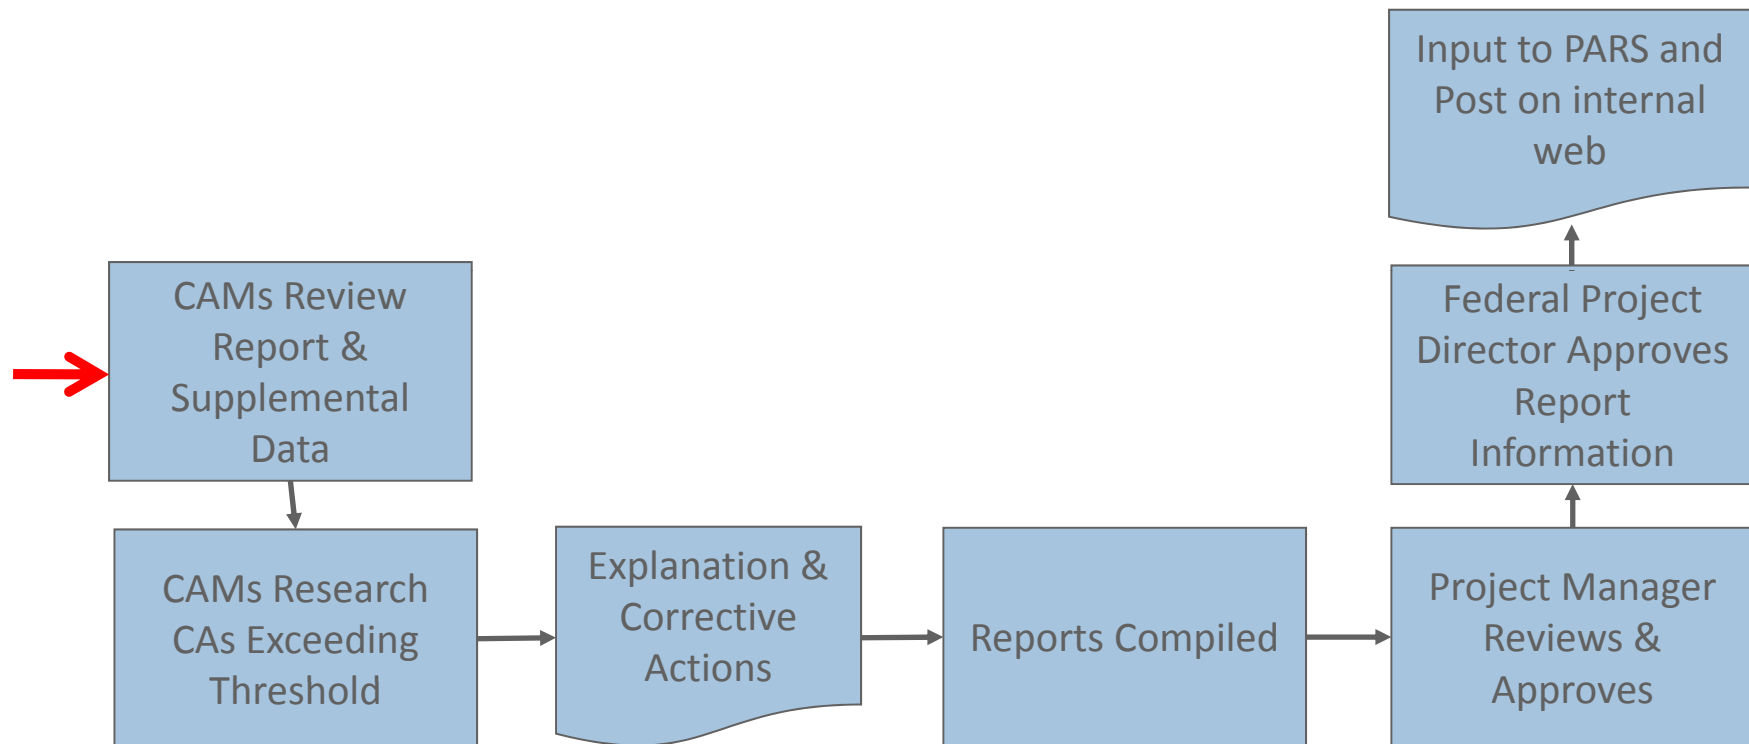 CAMs Review
Report &
Supplemental
Data
CAMs Research
CAs Exceeding
Threshold
Explanation &
Corrective
Actions
Reports Compiled
Project Manager
Reviews &
Approves
Federal Project
Director Approves
Report
Information
Input to PARS and
Post on internal
web